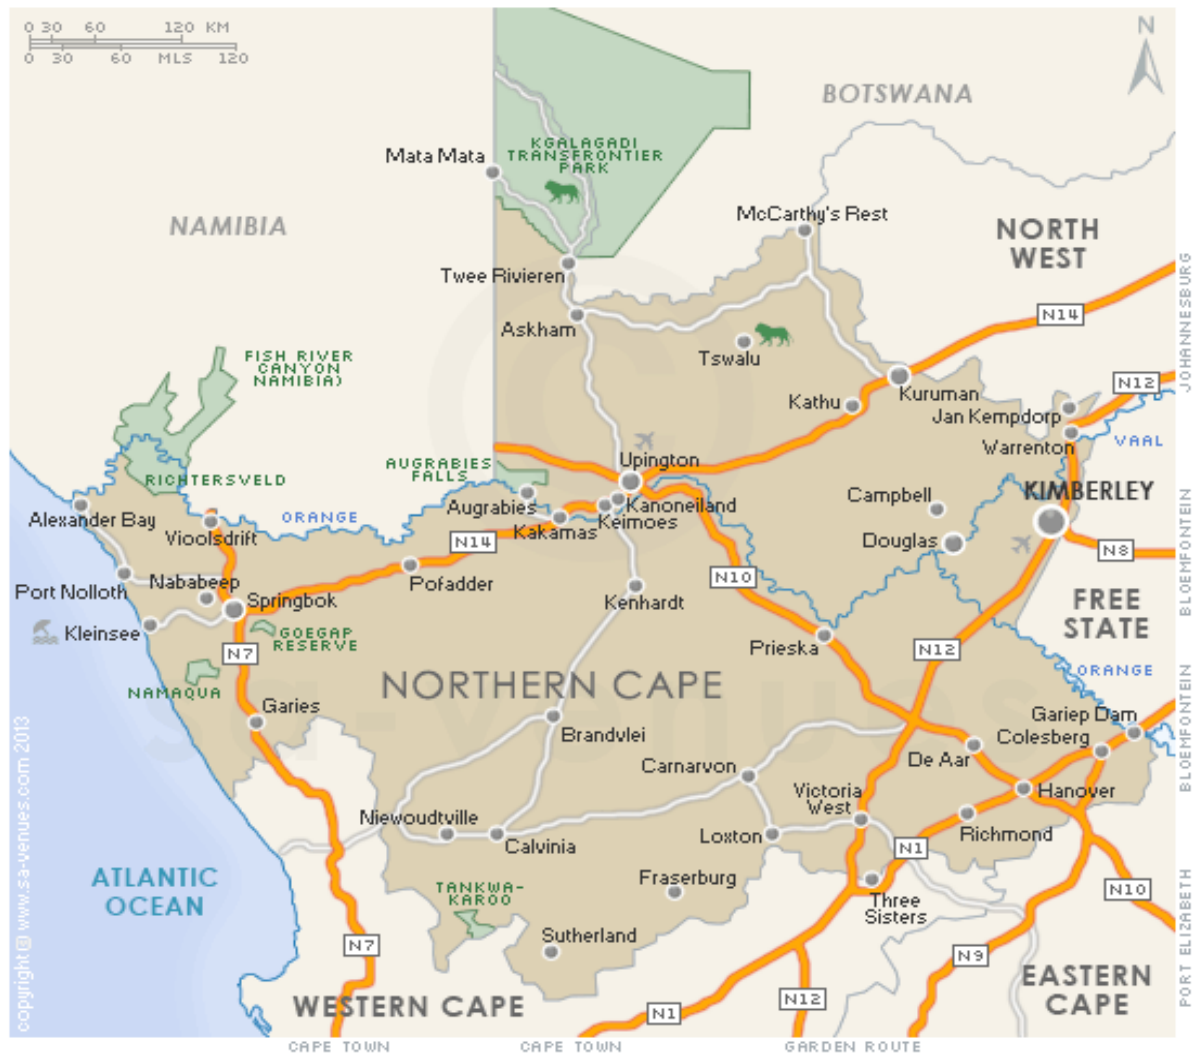 0 30 60 120 KM
0 30 60 MLS 120
N
BOTSWANA
KGALAGADI
TRANSFRONTIER
PARK
Mata Mata
NAMIBIA
McCarthy's Rest
NORTH
WEST
Twee Rivieren
JOHANNESBURG
N14
Askham
Tswalu
FISH RIVER
CANYON
NAMIBIA)
N12
Kuruman
Kathu
Jan Kempdorp
Warrenton
VAAL
Upington
AUGRABIES
FALLS
RICHTERSVELD
KIMBERLEY
Campbell
Augrabies
Kanoneiland
Alexander Bay
ORANGE
Keimoes
Kakamas
Vioolsdrift
N14
Douglas
N8
BLOEMFONTEIN
Pofadder
N10
Nababeep
Port Nolloth
Springbok
Kenhardt
FREE
STATE
Kleinsee
GOEGAP
RESERVE
N7
Prieska
N12
ORANGE
NORTHERN CAPE
NAMAQUA
sa-venues
Garies
Gariep Dam
Brandvlei
Colesberg
BLOEMFONTEIN
De Aar
Carnarvon
Victoria
West
Hanover
Niewoudtville
Calvinia
Loxton
Richmond
N1
ATLANTIC
OCEAN
Fraserburg
TANKWA-
KAROO
Three
Sisters
N10
Sutherland
N7
N9
PORT ELIZABETH
EASTERN
CAPE
WESTERN CAPE
N12
N1
copyright © www.sa-venues.com 2013
CAPE TOWN
CAPE TOWN
GARDEN ROUTE